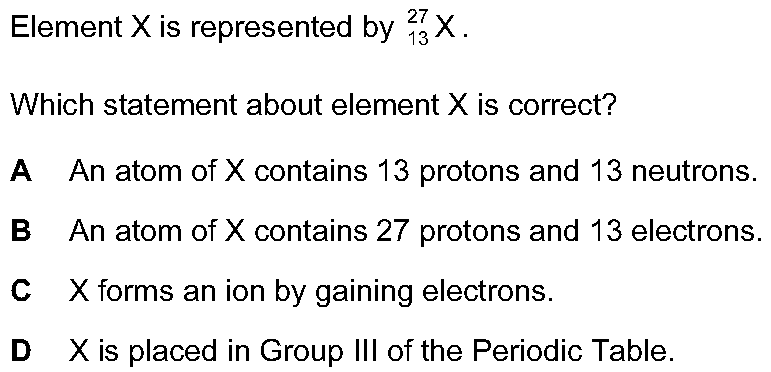 Element X is represented by ²⁷₁₃X .
Which statement about element X is correct?
A An atom of X contains 13 protons and 13 neutrons.
B An atom of X contains 27 protons and 13 electrons.
C X forms an ion by gaining electrons.
D X is placed in Group III of the Periodic Table.